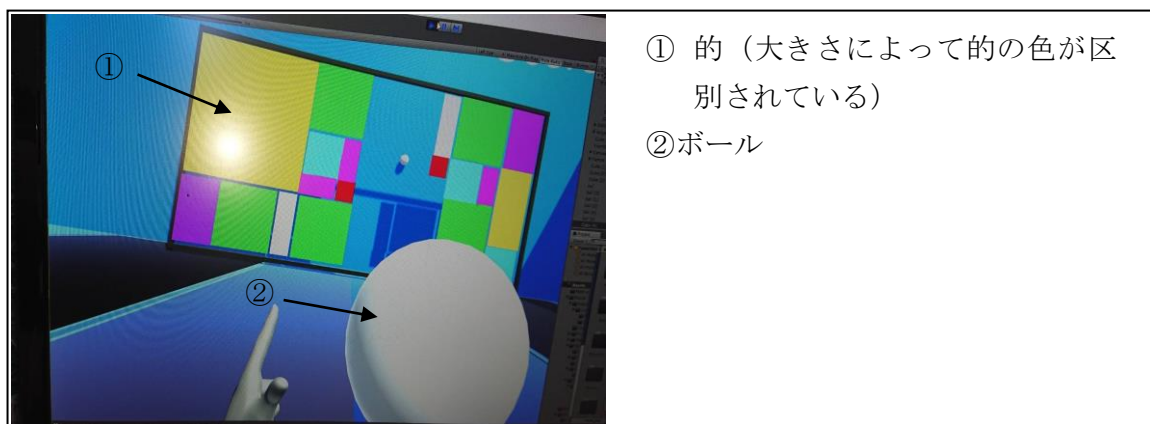 ①
②
① 的（大きさによって的の色が区
別されている）
②ボール